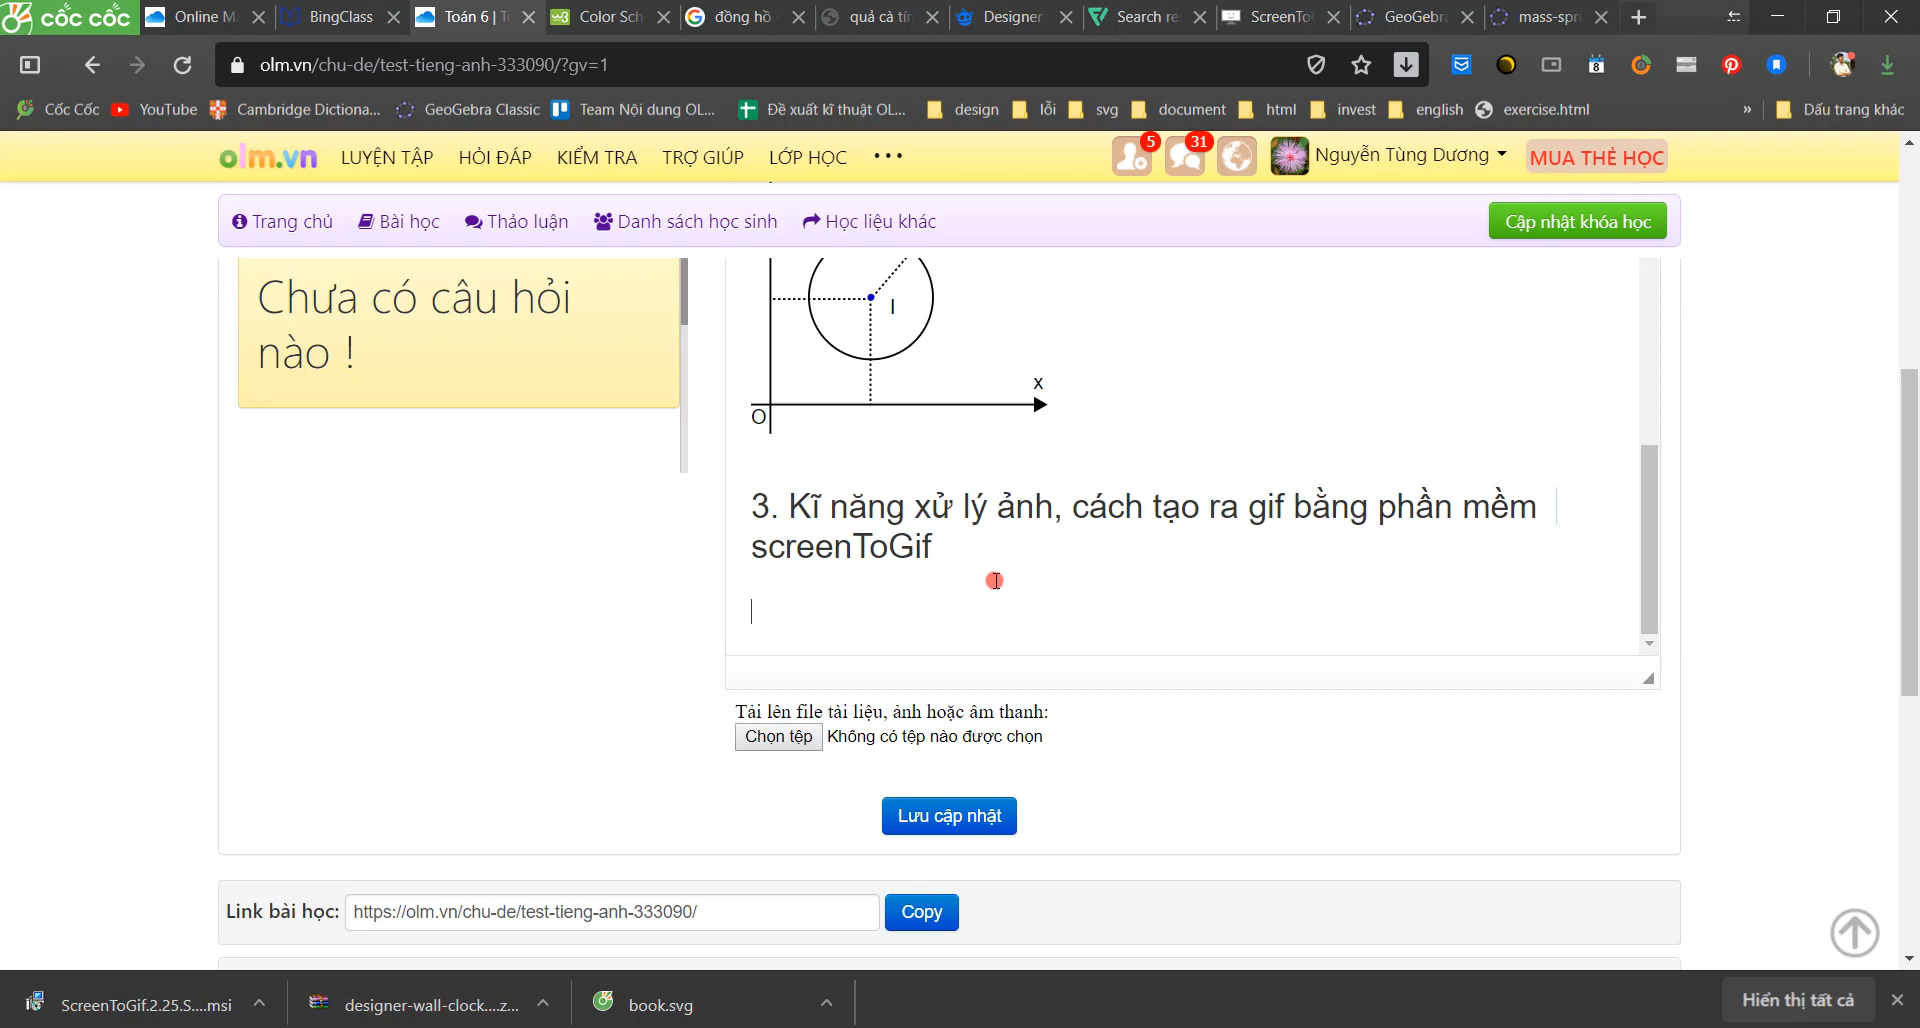 cốc cốc
Online M
BingClass
Toán 6 | T
Color Sch
đồng hồ
quả cà tí
Designer
Search re
ScreenTo
GeoGebr
mass-spr
olm.vn/chu-de/test-tieng-anh-333090/?gv=1
Cốc Cốc
YouTube
Cambridge Dictiona...
GeoGebra Classic
Team Nội dung OL...
Đề xuất kĩ thuật OL...
design
lỗi
svg
document
html
invest
english
exercise.html
»
Dấu trang khác
olm.vn
LUYỆN TẬP
HỎI ĐÁP
KIỂM TRA
TRỢ GIÚP
LỚP HỌC
•••
5
31
Nguyễn Tùng Dương
MUA THẺ HỌC
Trang chủ
Bài học
Thảo luận
Danh sách học sinh
Học liệu khác
Cập nhật khóa học
Chưa có câu hỏi
nào !
I
x
O
3. Kĩ năng xử lý ảnh, cách tạo ra gif bằng phần mềm
screenToGif
Tải lên file tài liệu, ảnh hoặc âm thanh:
Chọn tệp Không có tệp nào được chọn
Lưu cập nhật
Link bài học: https://olm.vn/chu-de/test-tieng-anh-333090/ Copy
ScreenToGif.2.25.S....msi
designer-wall-clock....z...
book.svg
Hiển thị tất cả